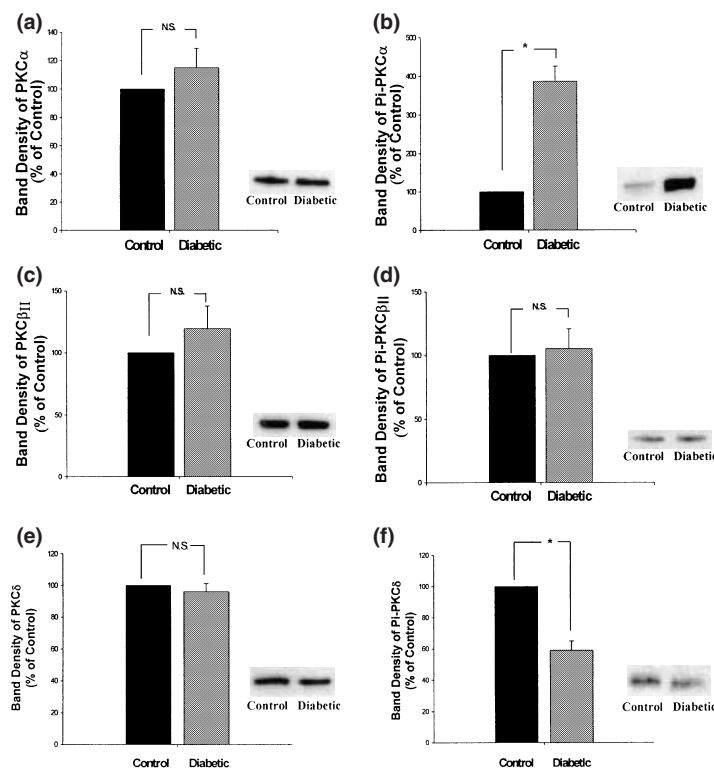 (a)
Band Density of PKCα
(% of Control)
140
120
100
80
60
40
20
0
N.S.
Control Diabetic
Control Diabetic
(b)
Band Density of Pi-PKCα
(% of Control)
500
400
300
200
100
0
*
Control Diabetic
Control Diabetic
(c)
Band Density of PKCβII
(% of Control)
150
100
50
0
N.S.
Control Diabetic
Control Diabetic
(d)
Band Density of Pi-PKCβII
(% of Control)
150
100
50
0
N.S.
Control Diabetic
Control Diabetic
(e)
Band Density of PKCδ
(% of Control)
120
100
80
60
40
20
0
N.S.
Control Diabetic
Control Diabetic
(f)
Band Density of Pi-PKCδ
(% of Control)
120
100
80
60
40
20
0
*
Control Diabetic
Control Diabetic